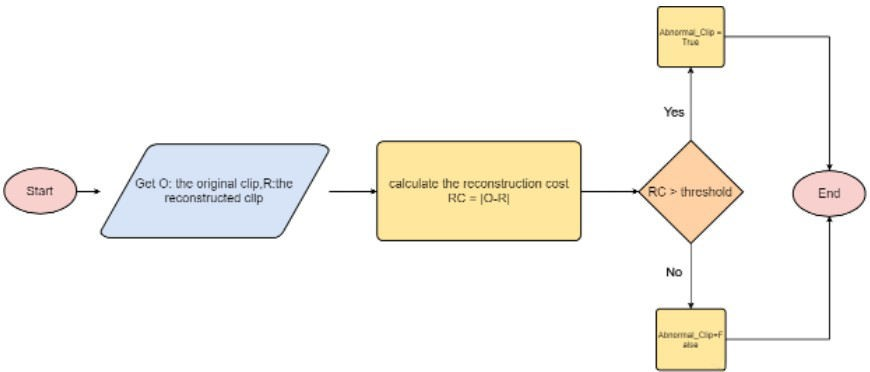 Start
Get O: the original clip,R:the
reconstructed clip
calculate the reconstruction cost
RC = |O-R|
RC > threshold
Yes
Abnormal_Clip =
True
No
Abnormal_Clip=F
alse
End